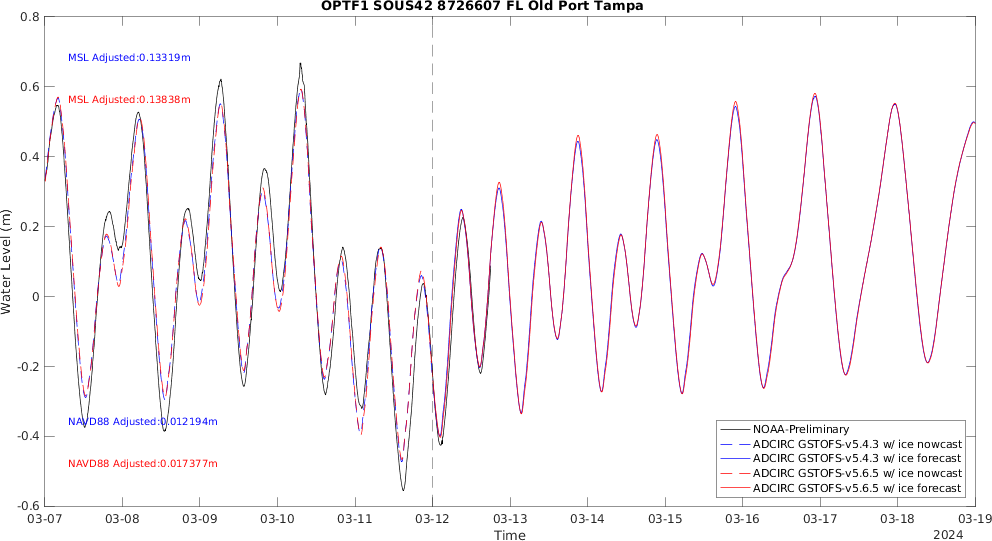 OPTF1 SOUS42 8726607 FL Old Port Tampa
0.8
0.6
0.4
0.2
0
-0.2
-0.4
-0.6
Water Level (m)
MSL Adjusted:0.13319m
MSL Adjusted:0.13838m
NAVD88 Adjusted:0.012194m
NAVD88 Adjusted:0.017377m
NOAA-Preliminary
ADCIRC GSTOFS-v5.4.3 w/ ice nowcast
ADCIRC GSTOFS-v5.4.3 w/ ice forecast
ADCIRC GSTOFS-v5.6.5 w/ ice nowcast
ADCIRC GSTOFS-v5.6.5 w/ ice forecast
03-07 03-08 03-09 03-10 03-11 03-12 03-13 03-14 03-15 03-16 03-17 03-18 03-19
Time
2024